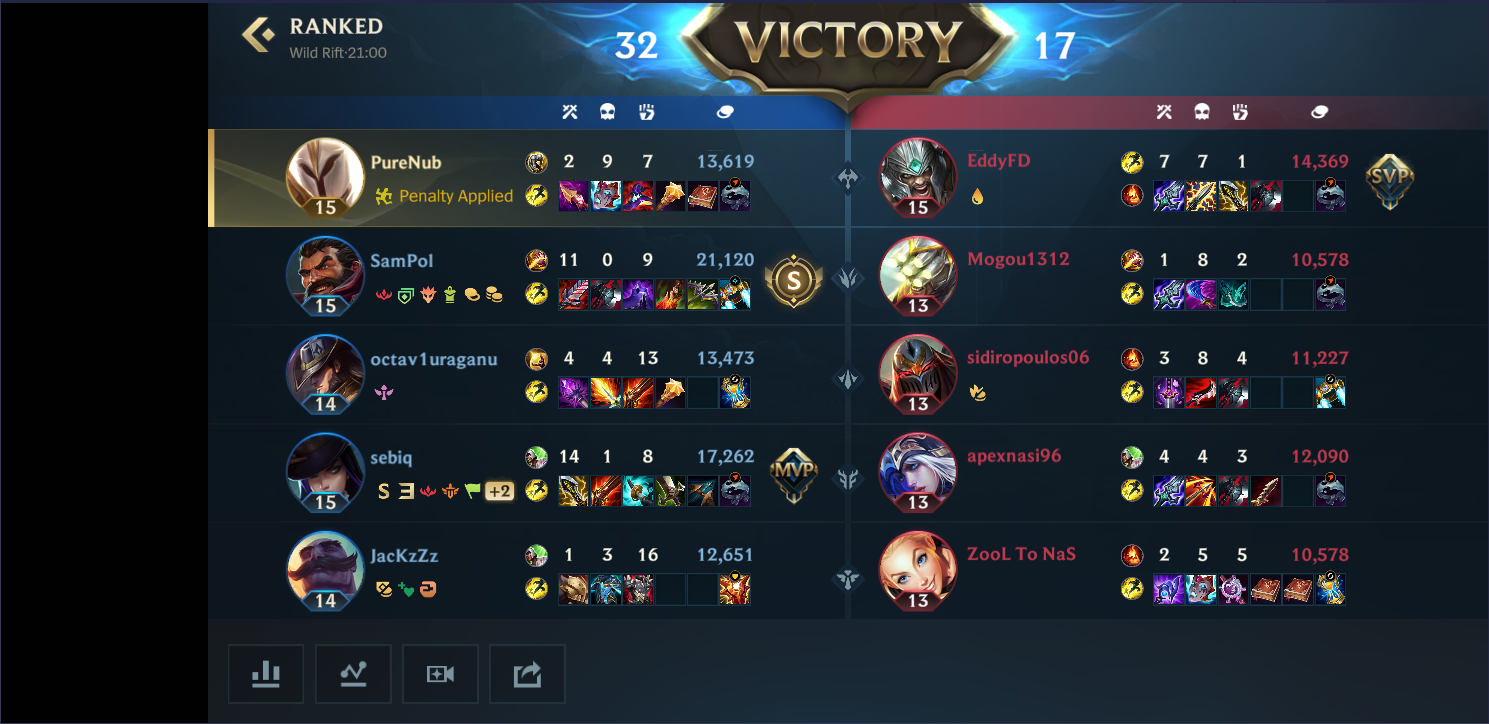 RANKED
Wild Rift·21:00
32
VICTORY
17
PureNub
2 9 7 13,619
15
Penalty Applied
EddyFD
7 7 1 14,369
15
SVP
SamPol
11 0 9 21,120
15
S
Mogou1312
1 8 2 10,578
13
octav1uraganu
4 4 13 13,473
14
sidiropoulos06
3 8 4 11,227
13
sebiq
14 1 8 17,262
15
S +2
MVP
apexnasi96
4 4 3 12,090
13
JacKzZz
1 3 16 12,651
14
ZooL To NaS
2 5 5 10,578
13